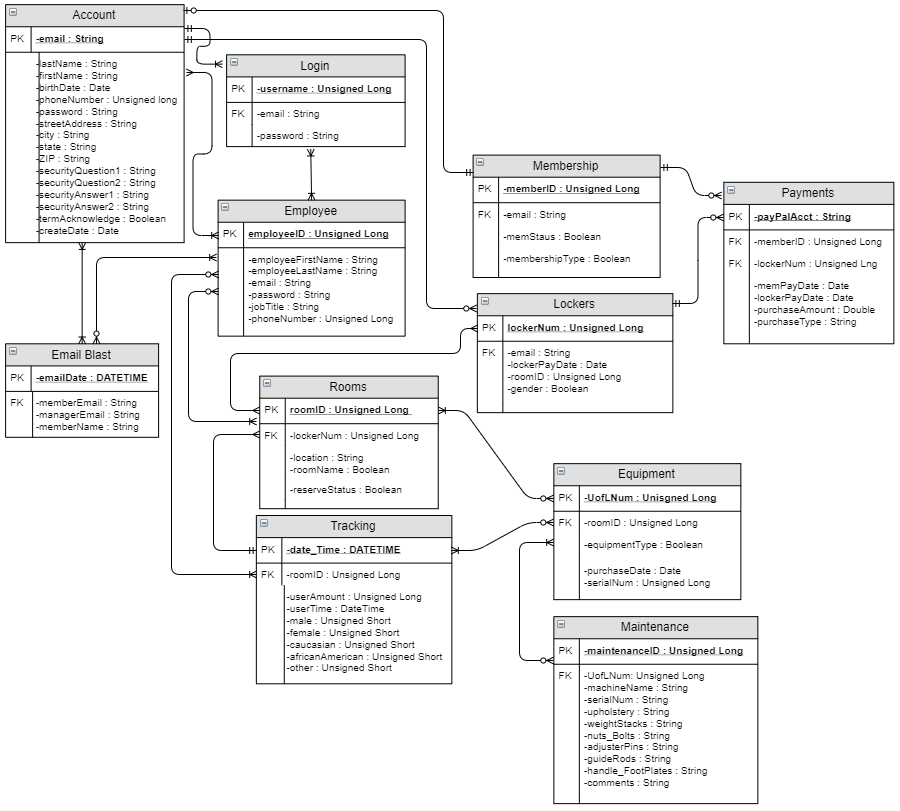 Account
PK -email : String
-lastName : String
-firstName : String
-birthDate : Date
-phoneNumber : Unsigned long
-password : String
-streetAddress : String
-city : String
-state : String
-ZIP : String
-securityQuestion1 : String
-securityQuestion2 : String
-securityAnswer1 : String
-securityAnswer2 : String
-termAcknowledge : Boolean
-createDate : Date
Login
PK -username : Unsigned Long
FK -email : String
-password : String
Employee
PK employeeID : Unsigned Long
-employeeFirstName : String
-employeeLastName : String
-email : String
-password : String
-jobTitle : String
-phoneNumber : Unsigned Long
Membership
PK -memberID : Unsigned Long
FK -email : String
-memStaus : Boolean
-membershipType : Boolean
Payments
PK -payPalAcct : String
FK -memberID : Unsigned Long
FK -lockerNum : Unsigned Lng
-memPayDate : Date
-lockerPayDate : Date
-purchaseAmount : Double
-purchaseType : String
Lockers
PK lockerNum : Unsigned Long
FK -email : String
-lockerPayDate : Date
-roomID : Unsigned Long
-gender : Boolean
Email Blast
PK -emailDate : DATETIME
FK -memberEmail : String
-managerEmail : String
-memberName : String
Rooms
PK roomID : Unsigned Long
FK -lockerNum : Unsigned Long
-location : String
-roomName : Boolean
-reserveStatus : Boolean
Equipment
PK -UofLNum : Unisgned Long
FK -roomID : Unsigned Long
-equipmentType : Boolean
-purchaseDate : Date
-serialNum : Unsigned Long
Tracking
PK -date_Time : DATETIME
FK -roomID : Unsigned Long
-userAmount : Unsigned Long
-userTime : DateTime
-male : Unsigned Short
-female : Unsigned Short
-caucasian : Unsigned Short
-africanAmerican : Unsigned Short
-other : Unsigned Short
Maintenance
PK -maintenanceID : Unsigned Long
FK -UofLNum: Unsigned Long
-machineName : String
-serialNum : String
-upholstery : String
-weightStacks : String
-nuts_Bolts : String
-adjusterPins : String
-guideRods : String
-handle_FootPlates : String
-comments : String